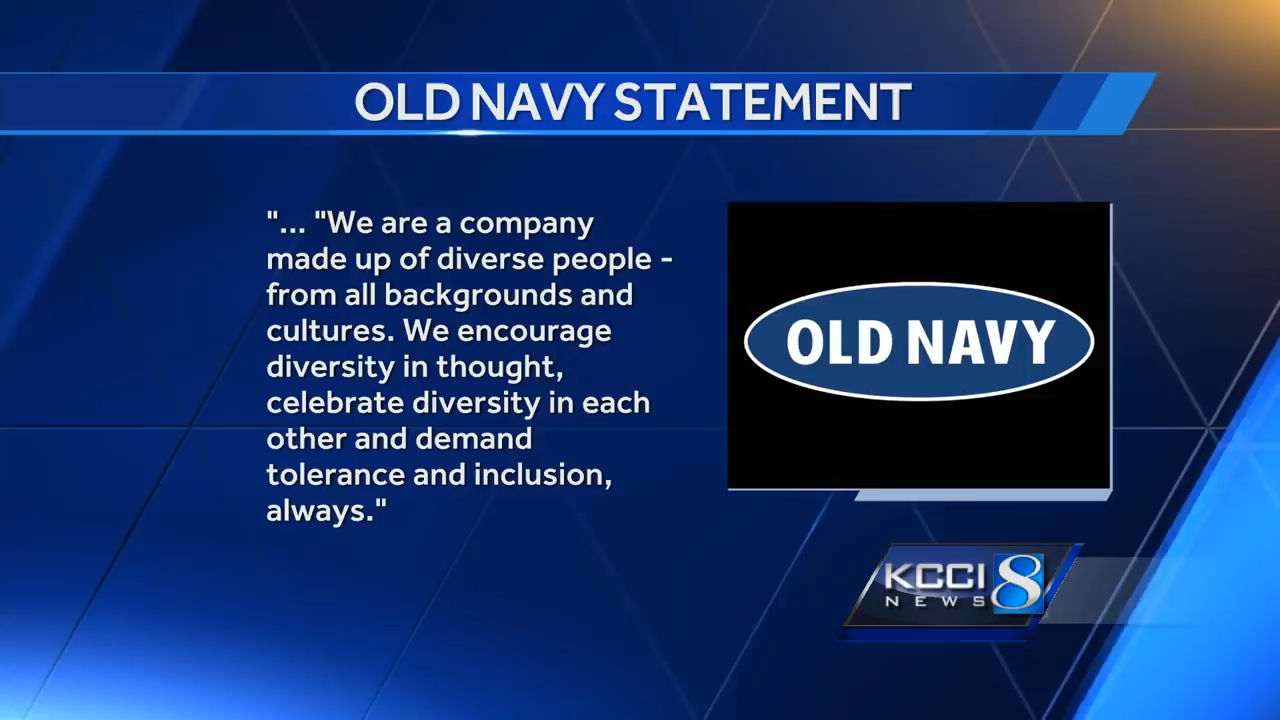 OLD NAVY STATEMENT
"... "We are a company
made up of diverse people -
from all backgrounds and
cultures. We encourage
diversity in thought,
celebrate diversity in each
other and demand
tolerance and inclusion,
always."
OLD NAVY
KCCI 8
NEWS